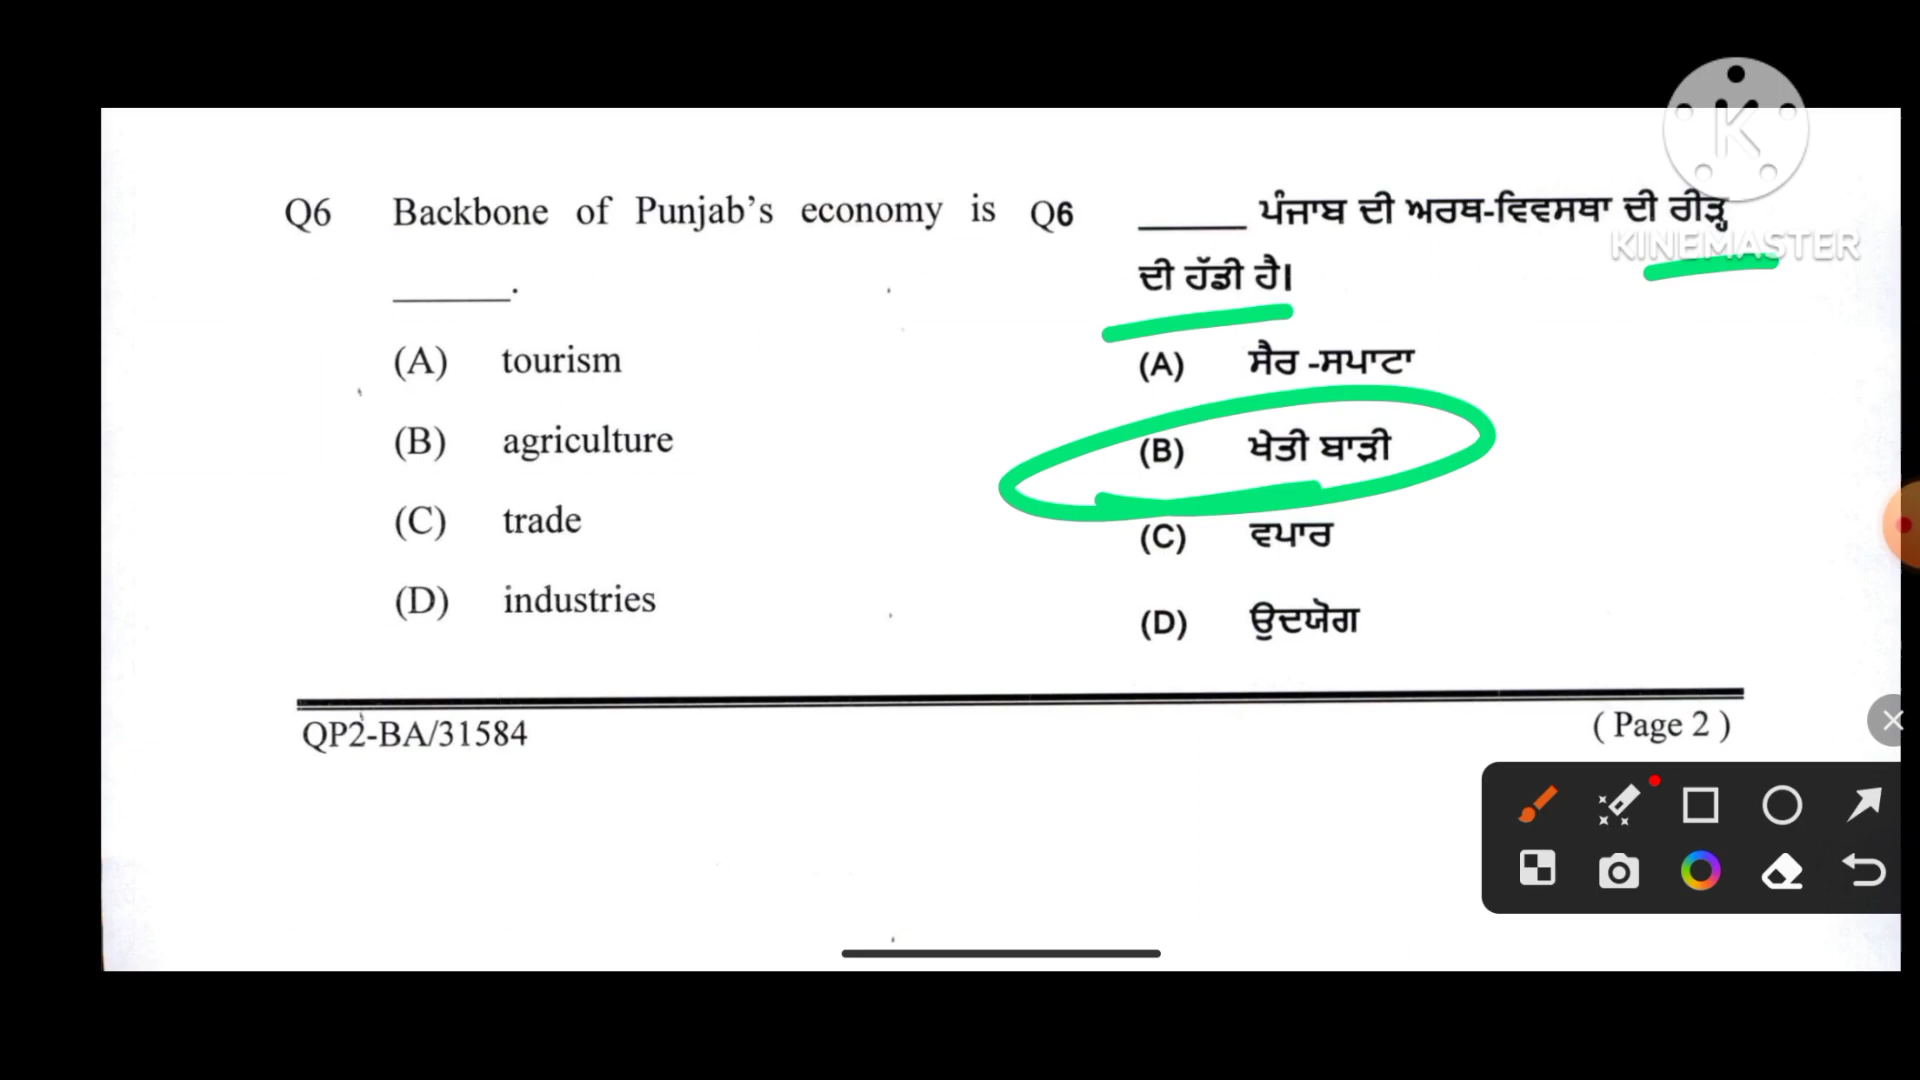 Q6 Backbone of Punjab's economy is
______.
(A) tourism
(B) agriculture
(C) trade
(D) industries
Q6 ______ ਪੰਜਾਬ ਦੀ ਅਰਥ-ਵਿਵਸਥਾ ਦੀ ਰੀੜ੍ਹ
ਦੀ ਹੱਡੀ ਹੈ।
(A) ਸੈਰ -ਸਪਾਟਾ
(B) ਖੇਤੀ ਬਾੜੀ
(C) ਵਪਾਰ
(D) ਉਦਯੋਗ
QP2-BA/31584
( Page 2 )
K
KINEMASTER